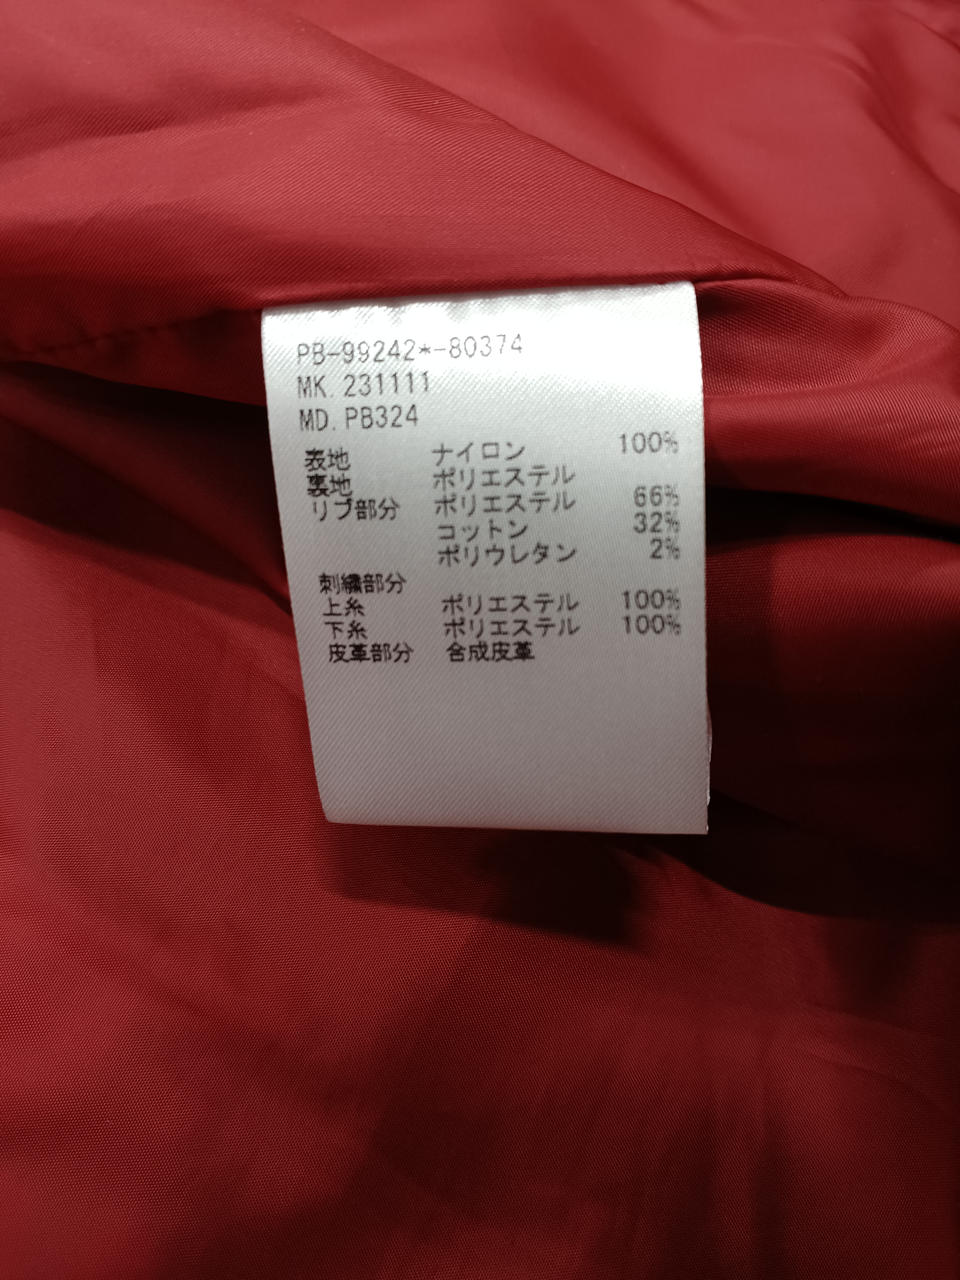 PB-99242*-80374
MK. 231111
MD. PB324
表地 ナイロン 100%
裏地 ポリエステル
リブ部分 ポリエステル 66%
コットン 32%
ポリウレタン 2%
刺繍部分
上糸 ポリエステル 100%
下糸 ポリエステル 100%
皮革部分 合成皮革